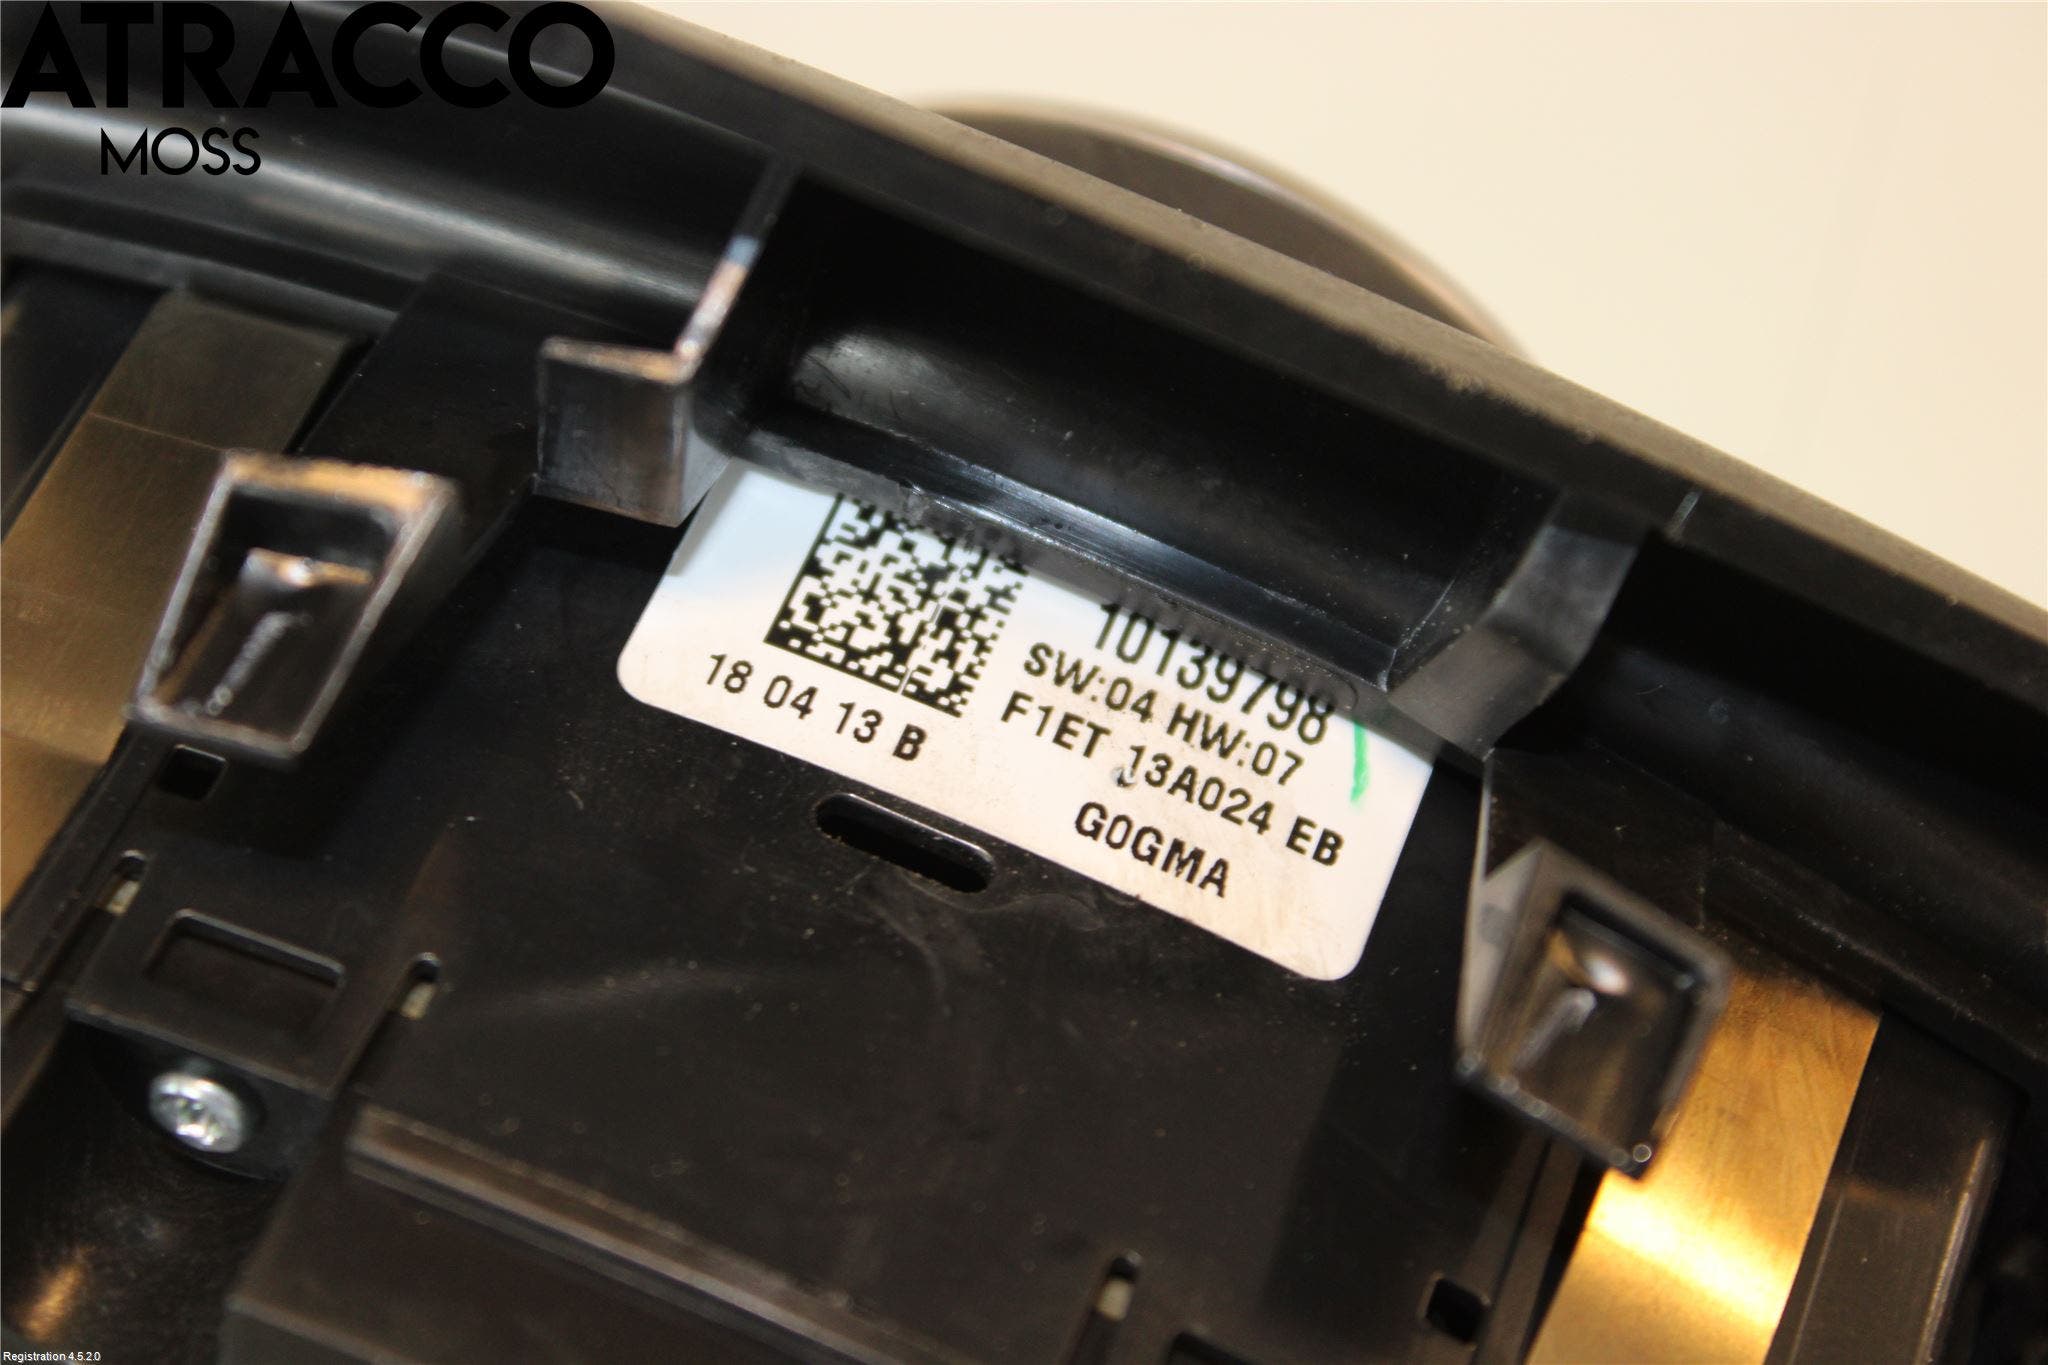 ATRACCO
MOSS
10139798
SW:04 HW:07
F1ET 13A024 EB
G0GMA
18 04 13 B
Registration 4.5.2.0